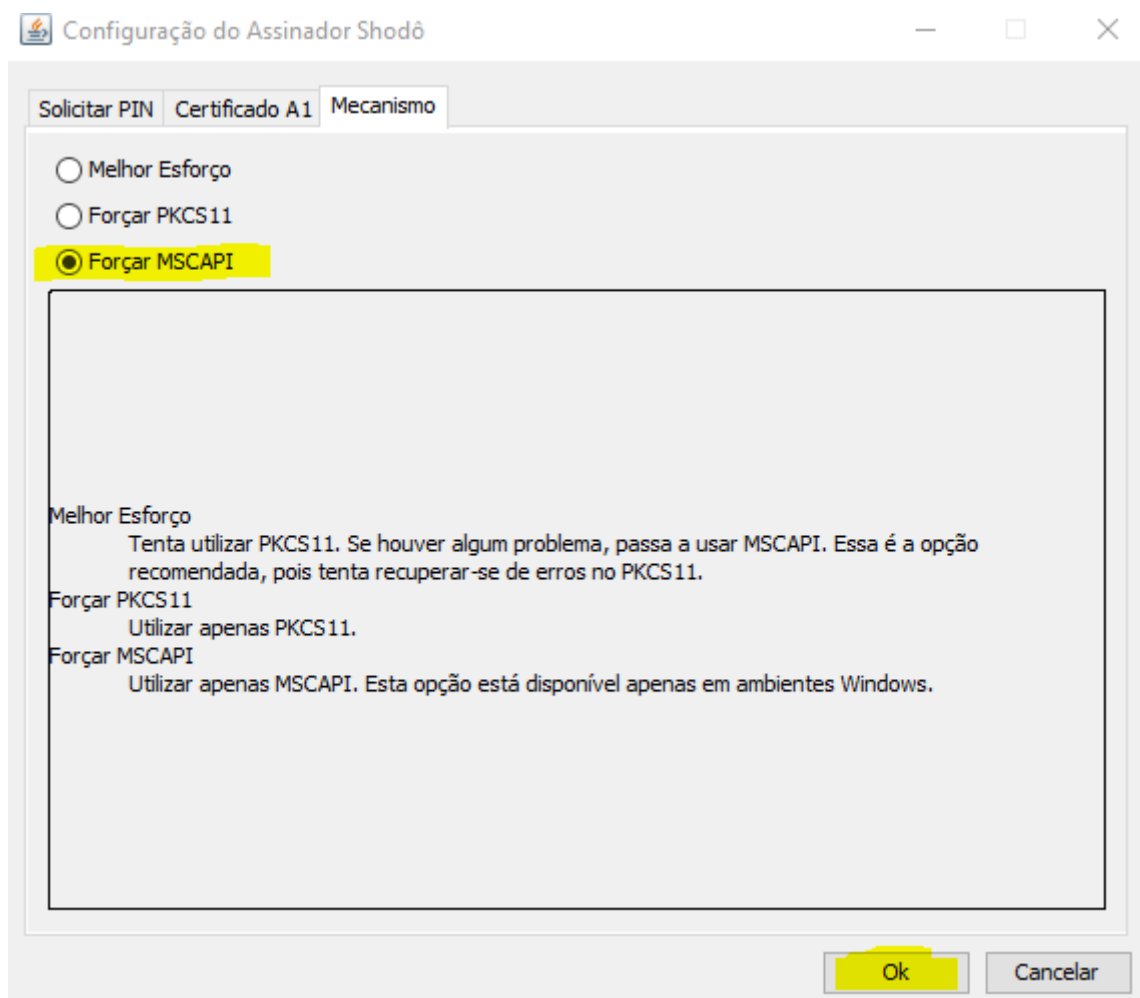 Configuração do Assinador Shodô
Solicitar PIN Certificado A1 Mecanismo
Melhor Esforço
Forçar PKCS11
Forçar MSCAPI
Melhor Esforço
Tenta utilizar PKCS11. Se houver algum problema, passa a usar MSCAPI. Essa é a opção
recomendada, pois tenta recuperar-se de erros no PKCS11.
Forçar PKCS11
Utilizar apenas PKCS11.
Forçar MSCAPI
Utilizar apenas MSCAPI. Esta opção está disponível apenas em ambientes Windows.
Ok Cancelar